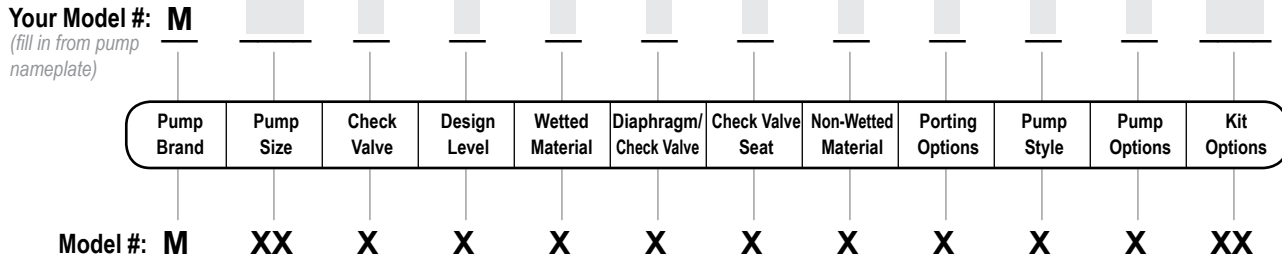 Your Model #: M
(fill in from pump
nameplate)
Pump Brand Pump Size Check Valve Design Level Wetted Material Diaphragm/ Check Valve Check Valve Seat Non-Wetted Material Porting Options Pump Style Pump Options Kit Options
Model #: M XX X X X X X X X X X XX